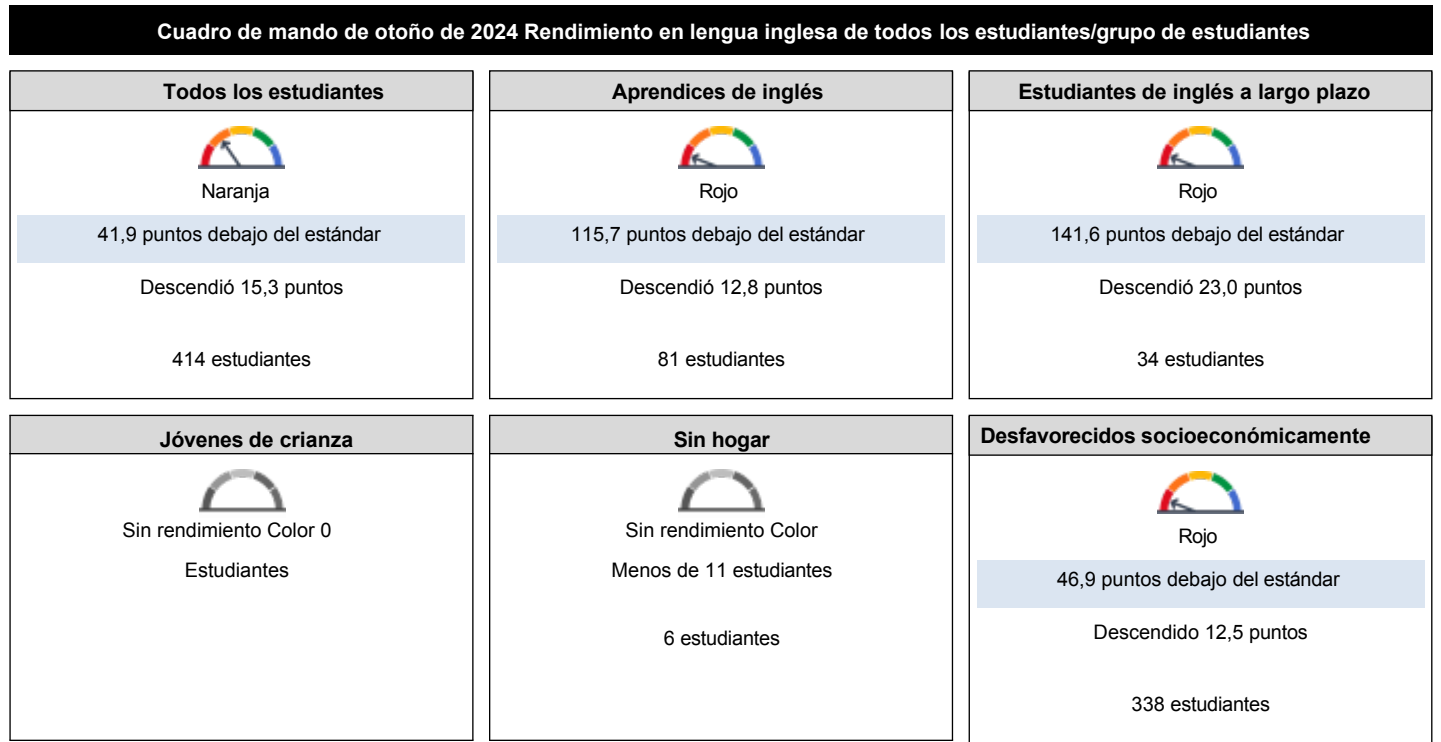 Cuadro de mando de otoño de 2024 Rendimiento en lengua inglesa de todos los estudiantes/grupo de estudiantes
Todos los estudiantes
Naranja
41,9 puntos debajo del estándar
Descendió 15,3 puntos
414 estudiantes
Aprendices de inglés
Rojo
115,7 puntos debajo del estándar
Descendió 12,8 puntos
81 estudiantes
Estudiantes de inglés a largo plazo
Rojo
141,6 puntos debajo del estándar
Descendió 23,0 puntos
34 estudiantes
Jóvenes de crianza
Sin rendimiento Color 0
Estudiantes
Sin hogar
Sin rendimiento Color
Menos de 11 estudiantes
6 estudiantes
Desfavorecidos socioeconómicamente
Rojo
46,9 puntos debajo del estándar
Descendido 12,5 puntos
338 estudiantes